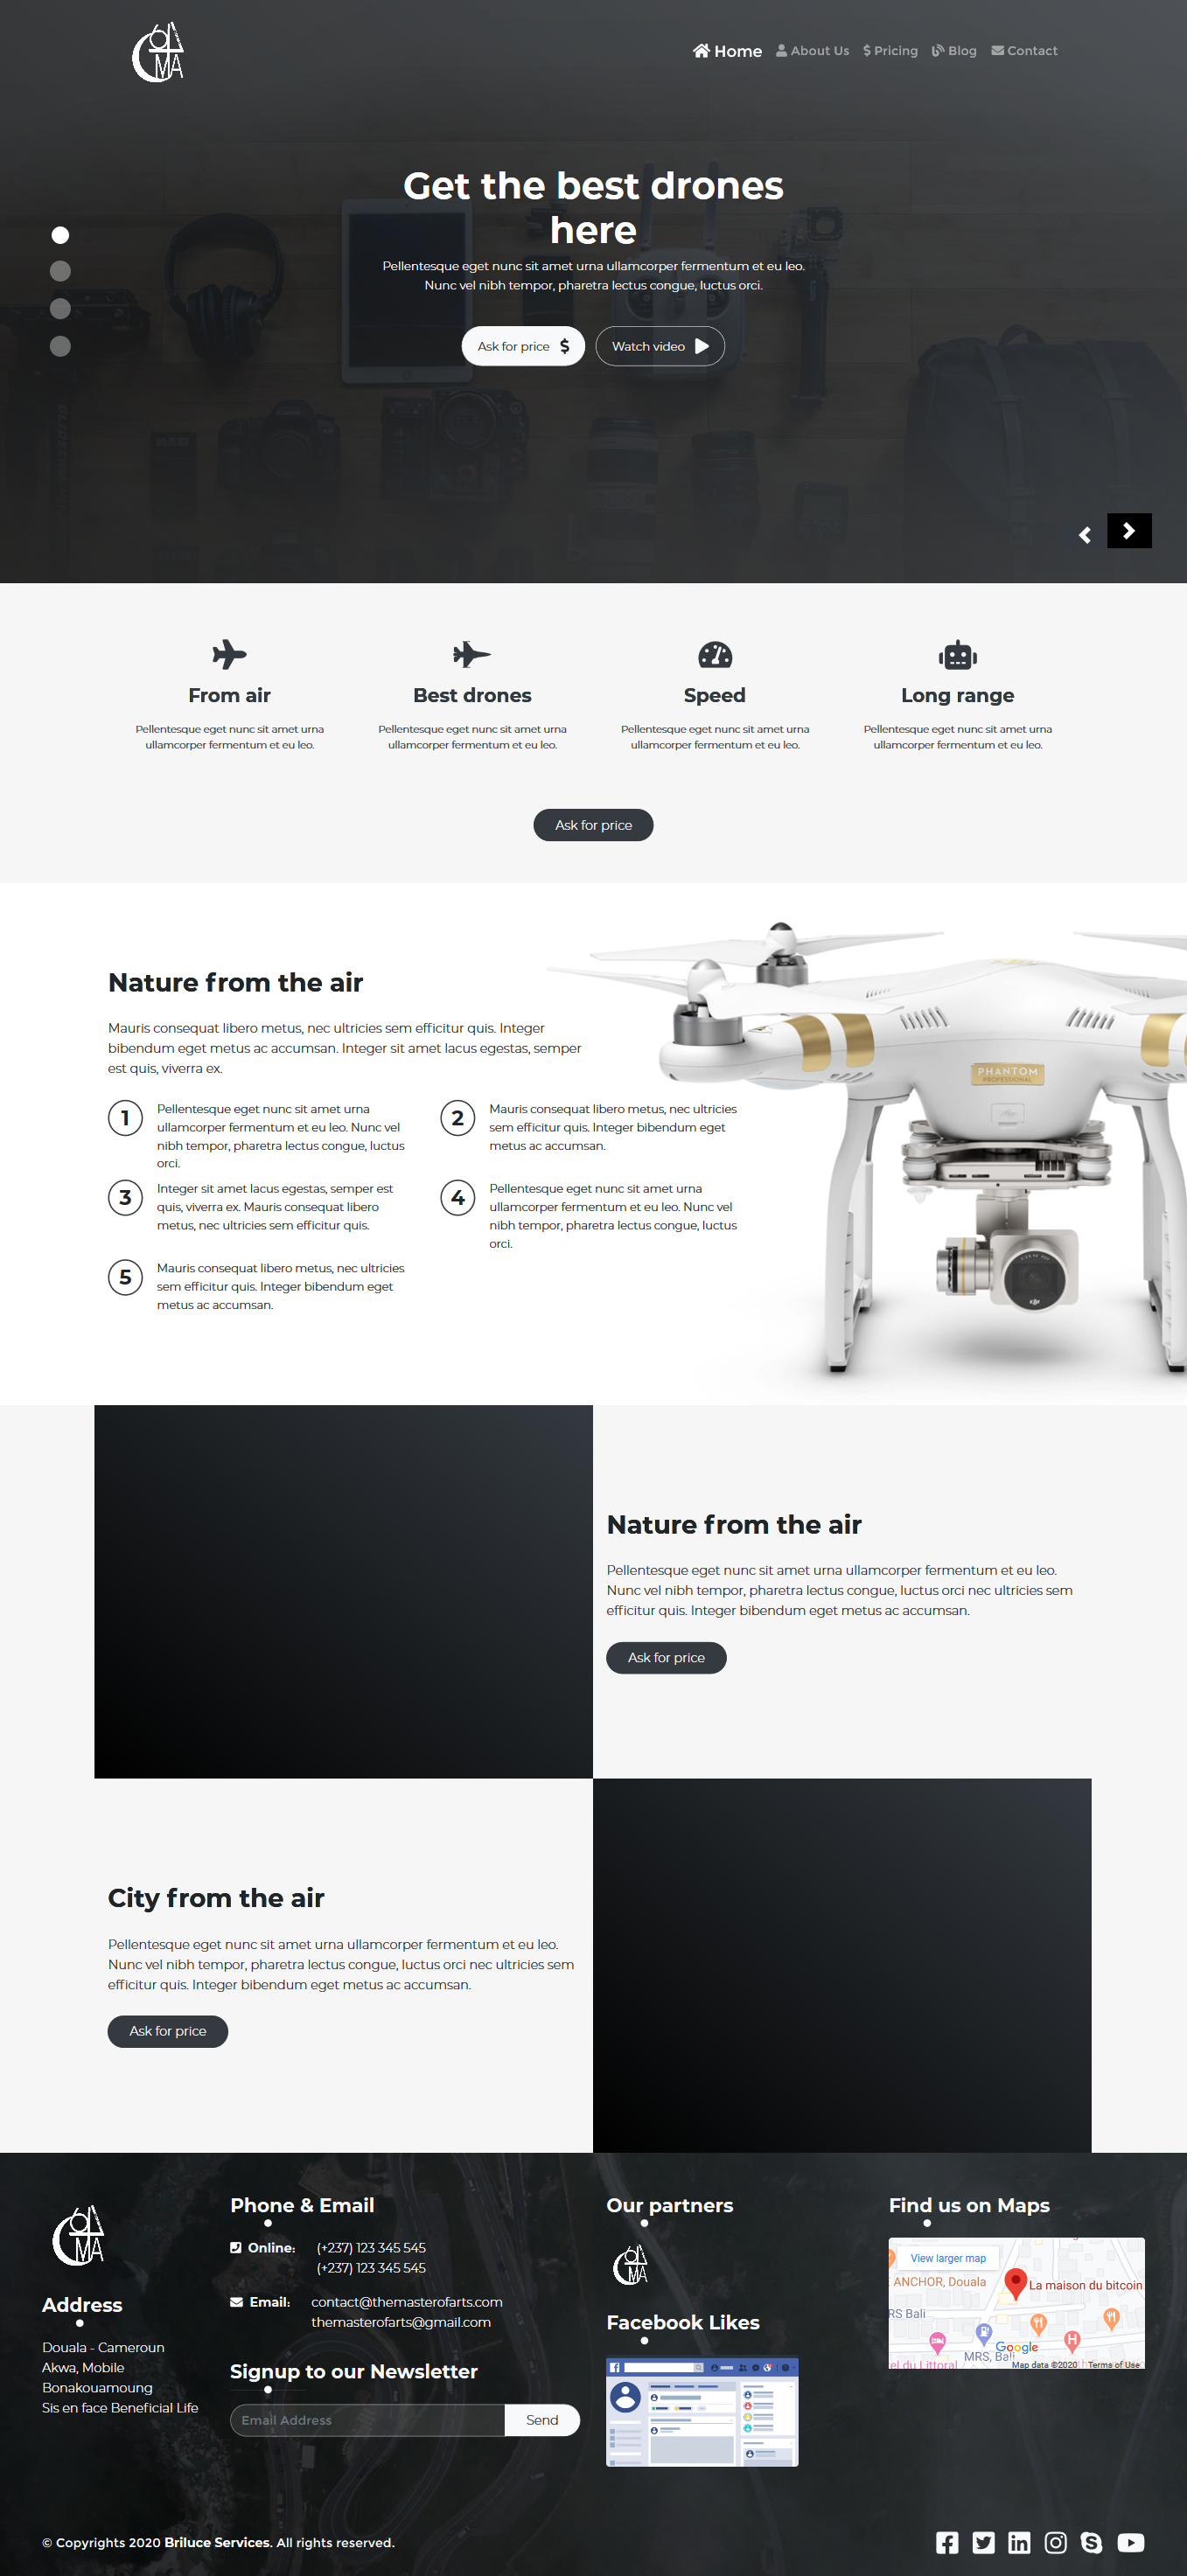 MA
Home About Us Pricing Blog Contact
Get the best drones
here
Pellentesque eget nunc sit amet urna ullamcorper fermentum et eu leo.
Nunc vel nibh tempor, pharetra lectus congue, luctus orci.
Ask for price
Watch video
From air
Pellentesque eget nunc sit amet urna
ullamcorper fermentum et eu leo.
Best drones
Pellentesque eget nunc sit amet urna
ullamcorper fermentum et eu leo.
Speed
Pellentesque eget nunc sit amet urna
ullamcorper fermentum et eu leo.
Long range
Pellentesque eget nunc sit amet urna
ullamcorper fermentum et eu leo.
Ask for price
Nature from the air
Mauris consequat libero metus, nec ultricies sem efficitur quis. Integer
bibendum eget metus ac accumsan. Integer sit amet lacus egestas, semper
est quis, viverra ex.
1
Pellentesque eget nunc sit amet urna
ullamcorper fermentum et eu leo. Nunc vel
nibh tempor, pharetra lectus congue, luctus
orci.
2
Mauris consequat libero metus, nec ultricies
sem efficitur quis. Integer bibendum eget
metus ac accumsan.
3
Integer sit amet lacus egestas, semper est
quis, viverra ex. Mauris consequat libero
metus, nec ultricies sem efficitur quis.
4
Pellentesque eget nunc sit amet urna
ullamcorper fermentum et eu leo. Nunc vel
nibh tempor, pharetra lectus congue, luctus
orci.
5
Mauris consequat libero metus, nec ultricies
sem efficitur quis. Integer bibendum eget
metus ac accumsan.
PHANTOM
PROFESSIONAL
Nature from the air
Pellentesque eget nunc sit amet urna ullamcorper fermentum et eu leo.
Nunc vel nibh tempor, pharetra lectus congue, luctus orci nec ultricies sem
efficitur quis. Integer bibendum eget metus ac accumsan.
Ask for price
City from the air
Pellentesque eget nunc sit amet urna ullamcorper fermentum et eu leo.
Nunc vel nibh tempor, pharetra lectus congue, luctus orci nec ultricies sem
efficitur quis. Integer bibendum eget metus ac accumsan.
Ask for price
MA
Address
Douala - Cameroun
Akwa, Mobile
Bonakouamoung
Sis en face Beneficial Life
Phone & Email
Online: (+237) 123 345 545
(+237) 123 345 545
Email: contact@themasterofarts.com
themasterofarts@gmail.com
Signup to our Newsletter
Email Address
Send
Our partners
MA
Facebook Likes
Find us on Maps
View larger map
ANCHOR, Douala
La maison du bitcoin
RS Bali
MRS, Bali
Google
el du Littoral
Map data ©2020 Terms of Use
© Copyrights 2020 Briluce Services. All rights reserved.